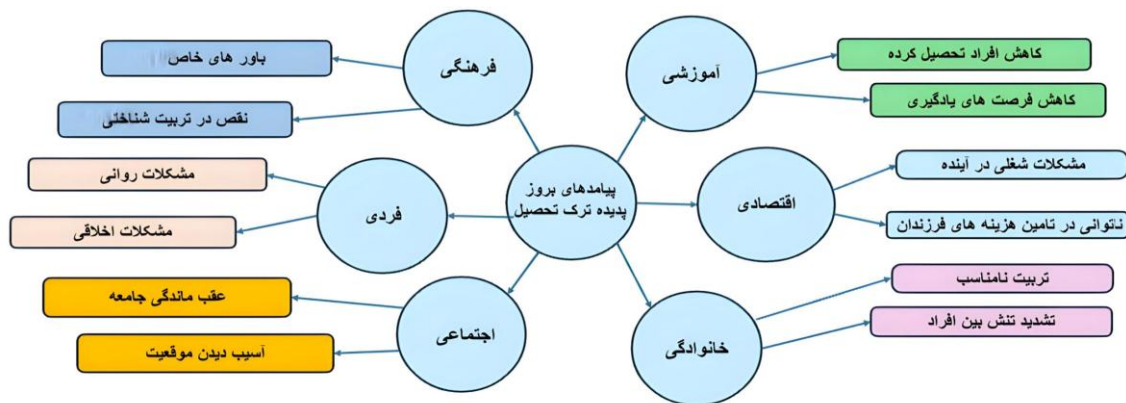 پیامدهای بروز
پدیده ترک تحصیل
آموزشی
کاهش افراد تحصیل کرده
کاهش فرصت های یادگیری
اقتصادی
مشکلات شغلی در آینده
ناتوانی در تامین هزینه های فرزندان
خانوادگی
تربیت نامناسب
تشدید تنش بین افراد
اجتماعی
عقب ماندگی جامعه
آسیب دیدن موقعیت
فردی
مشکلات روانی
مشکلات اخلاقی
فرهنگی
باور های خاص
نقص در تربیت شناختی